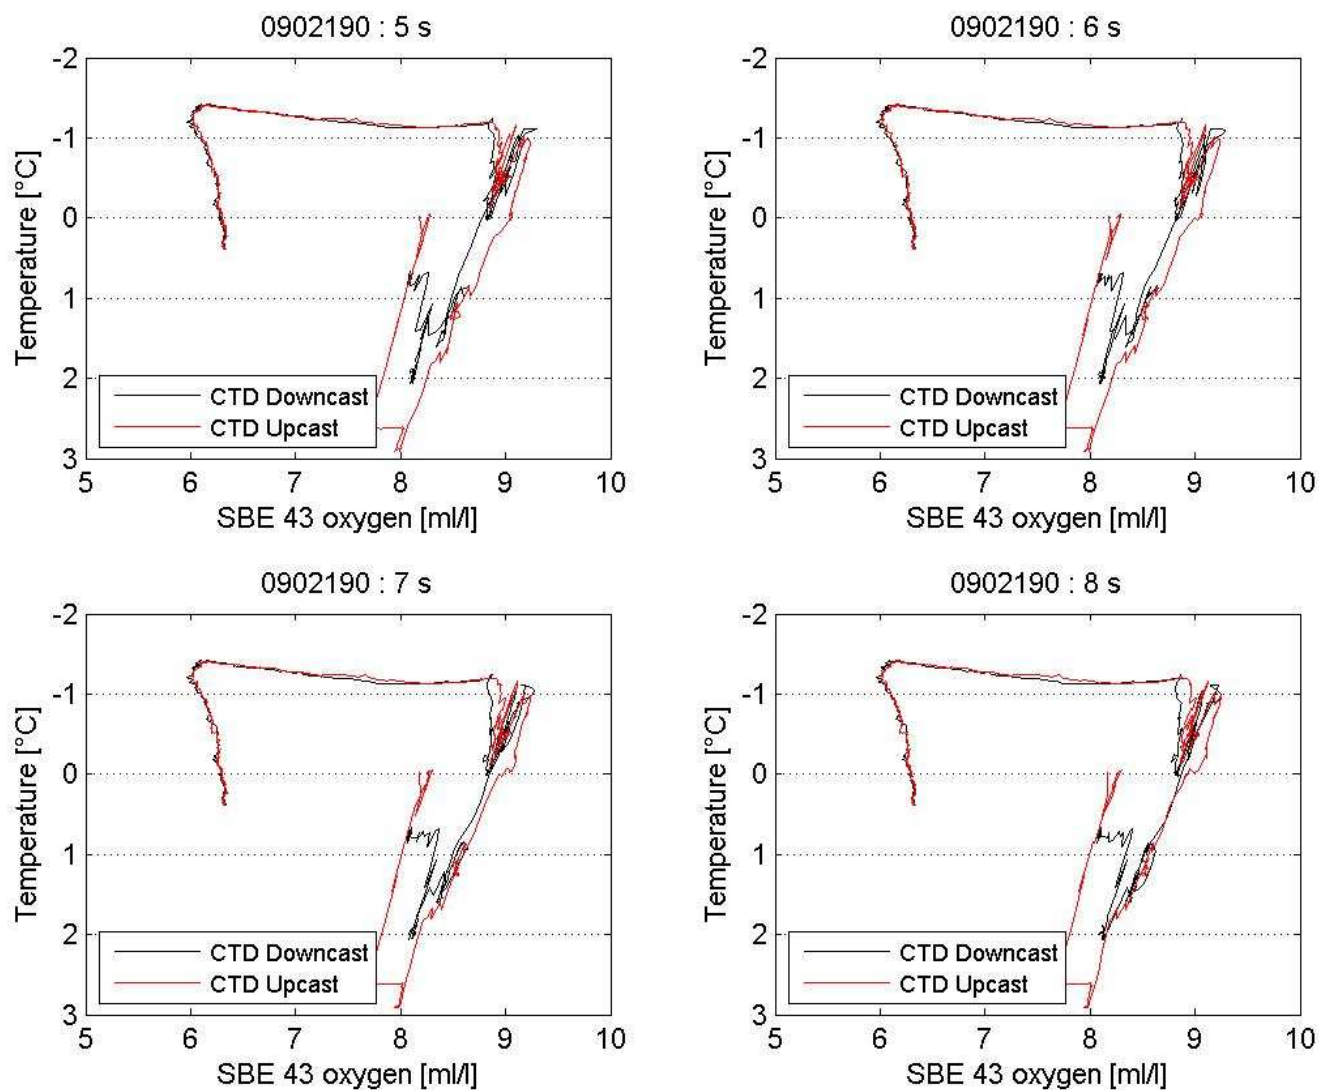 0902190 : 5 s
-2
-1
0
1
2
3
Temperature [°C]
CTD Downcast
CTD Upcast
5 6 7 8 9 10
SBE 43 oxygen [ml/l]
0902190 : 6 s
-2
-1
0
1
2
3
Temperature [°C]
CTD Downcast
CTD Upcast
5 6 7 8 9 10
SBE 43 oxygen [ml/l]
0902190 : 7 s
-2
-1
0
1
2
3
Temperature [°C]
CTD Downcast
CTD Upcast
5 6 7 8 9 10
SBE 43 oxygen [ml/l]
0902190 : 8 s
-2
-1
0
1
2
3
Temperature [°C]
CTD Downcast
CTD Upcast
5 6 7 8 9 10
SBE 43 oxygen [ml/l]